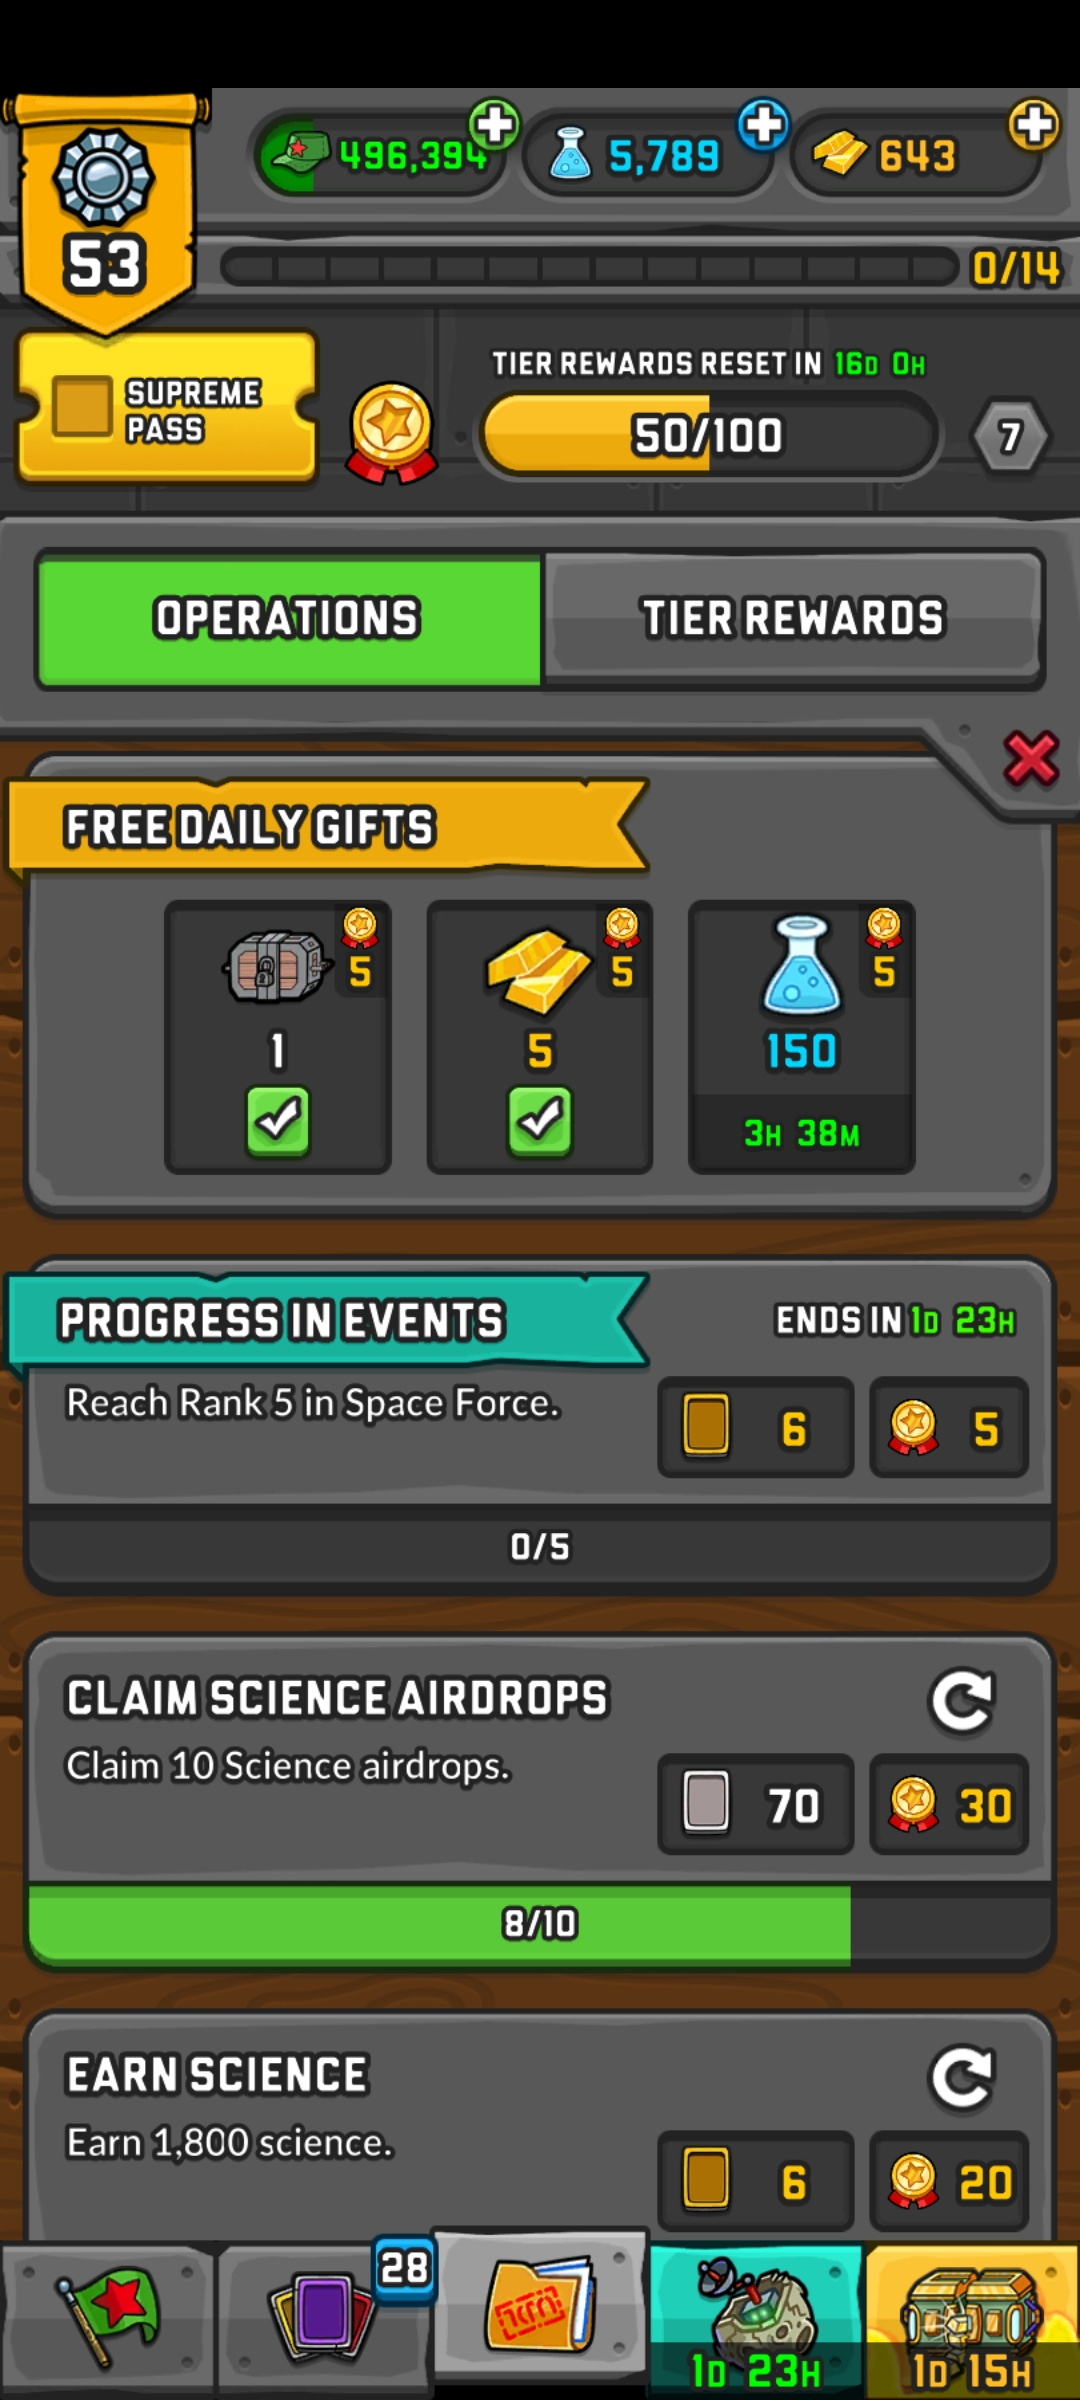 496,394
5,789
643
53
0/14
SUPREME
PASS
TIER REWARDS RESET IN 16D 0H
50/100
7
OPERATIONS
TIER REWARDS
FREE DAILY GIFTS
5
5
5
1
5
150
3H 38M
PROGRESS IN EVENTS
ENDS IN 1D 23H
Reach Rank 5 in Space Force.
6
5
0/5
CLAIM SCIENCE AIRDROPS
Claim 10 Science airdrops.
70
30
8/10
EARN SCIENCE
Earn 1,800 science.
6
20
28
1D 23H
1D 15H